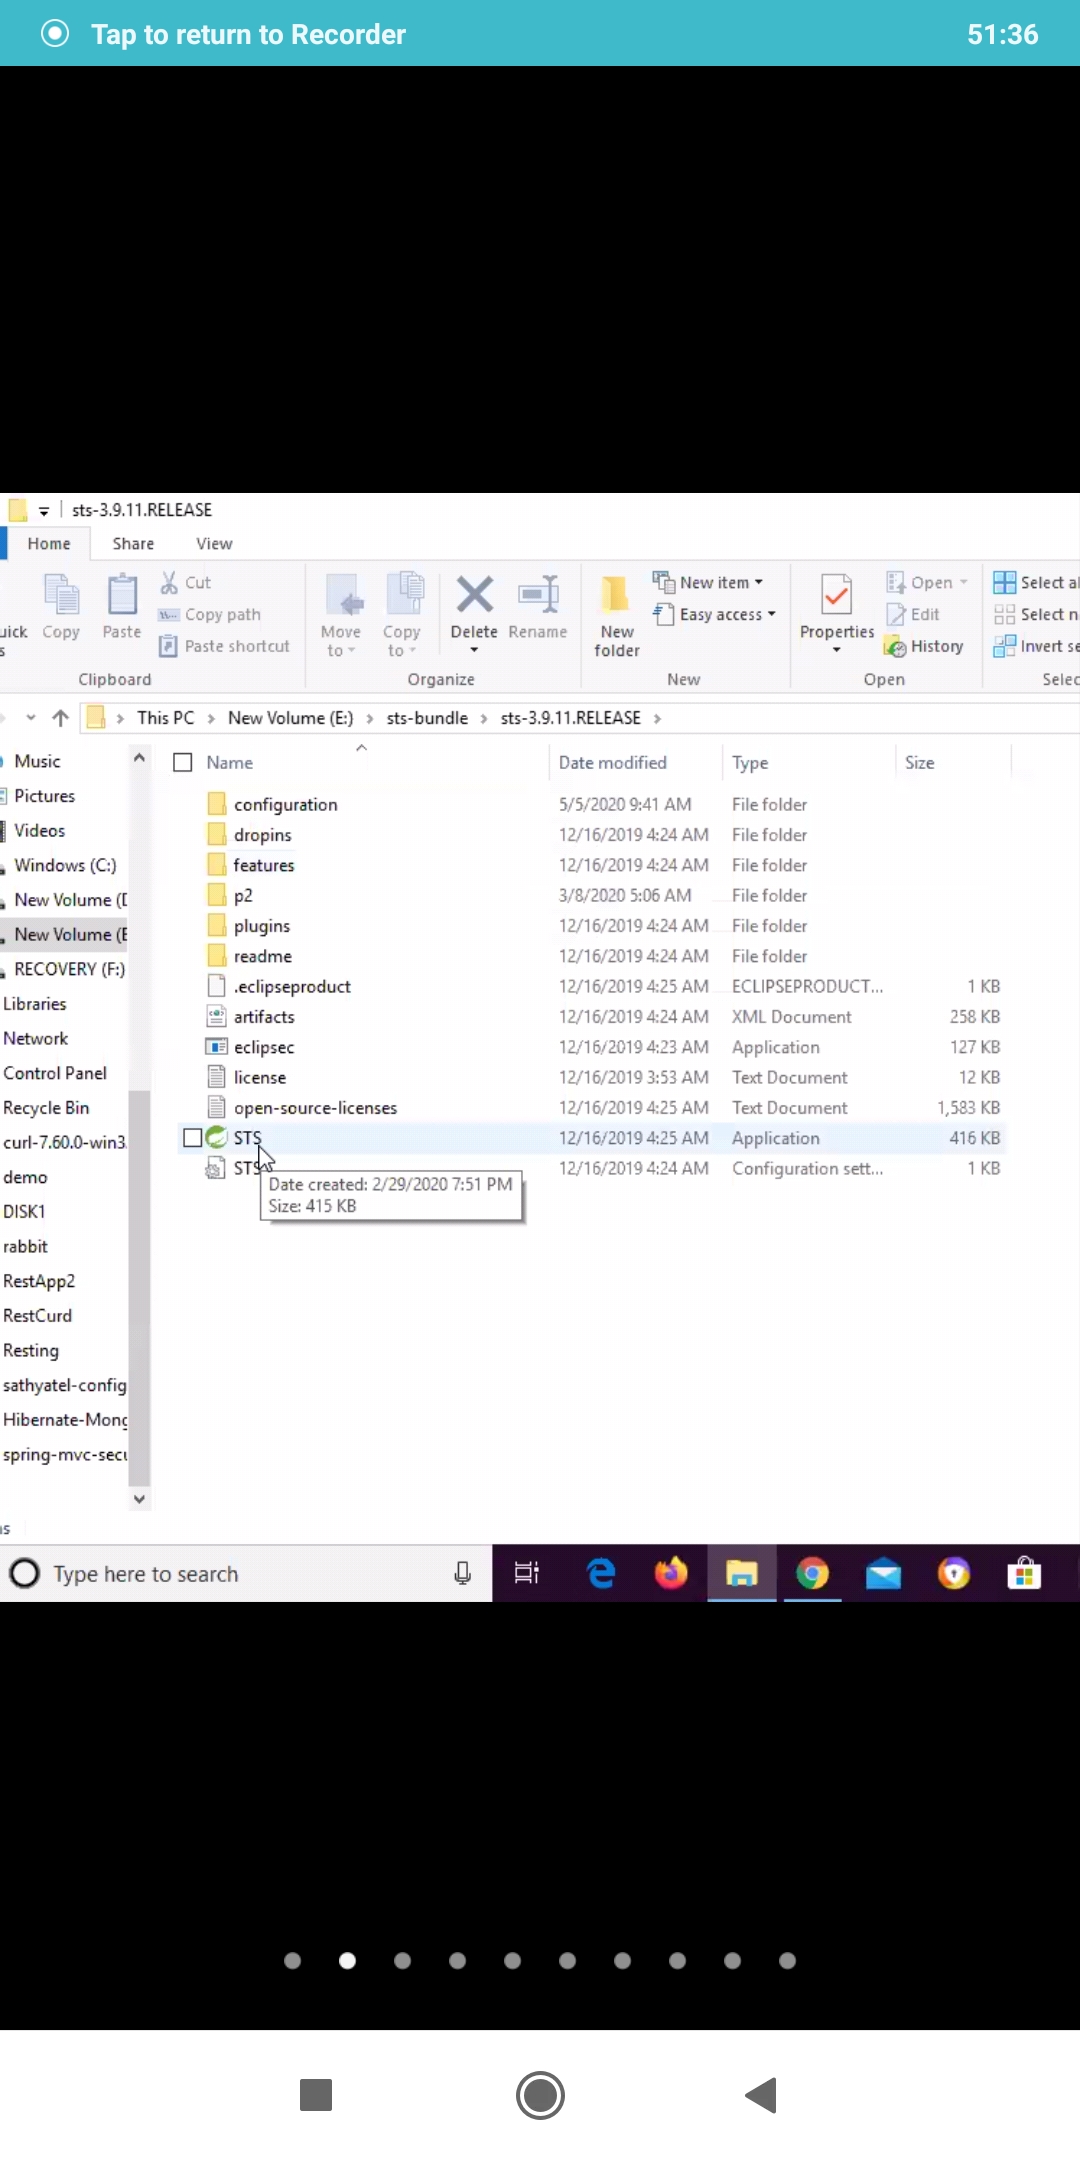 Tap to return to Recorder 51:36
sts-3.9.11.RELEASE
Home Share View
Copy Paste Cut Copy path Paste shortcut
Move to Copy to Delete Rename
New folder New item Easy access
Properties Open Edit History
Select al
Select n
Invert se
Clipboard Organize New Open Selec
This PC > New Volume (E:) > sts-bundle > sts-3.9.11.RELEASE >
Music
Pictures
Videos
Windows (C:)
New Volume (D
New Volume (E
RECOVERY (F:)
Libraries
Network
Control Panel
Recycle Bin
curl-7.60.0-win3
demo
DISK1
rabbit
RestApp2
RestCurd
Resting
sathyatel-config
Hibernate-Mong
spring-mvc-secu
Name Date modified Type Size
configuration 5/5/2020 9:41 AM File folder
dropins 12/16/2019 4:24 AM File folder
features 12/16/2019 4:24 AM File folder
p2 3/8/2020 5:06 AM File folder
plugins 12/16/2019 4:24 AM File folder
readme 12/16/2019 4:24 AM File folder
.eclipseproduct 12/16/2019 4:25 AM ECLIPSEPRODUCT... 1 KB
artifacts 12/16/2019 4:24 AM XML Document 258 KB
eclipsec 12/16/2019 4:23 AM Application 127 KB
license 12/16/2019 3:53 AM Text Document 12 KB
open-source-licenses 12/16/2019 4:25 AM Text Document 1,583 KB
STS 12/16/2019 4:25 AM Application 416 KB
STS 12/16/2019 4:24 AM Configuration sett... 1 KB
Date created: 2/29/2020 7:51 PM
Size: 415 KB
Type here to search